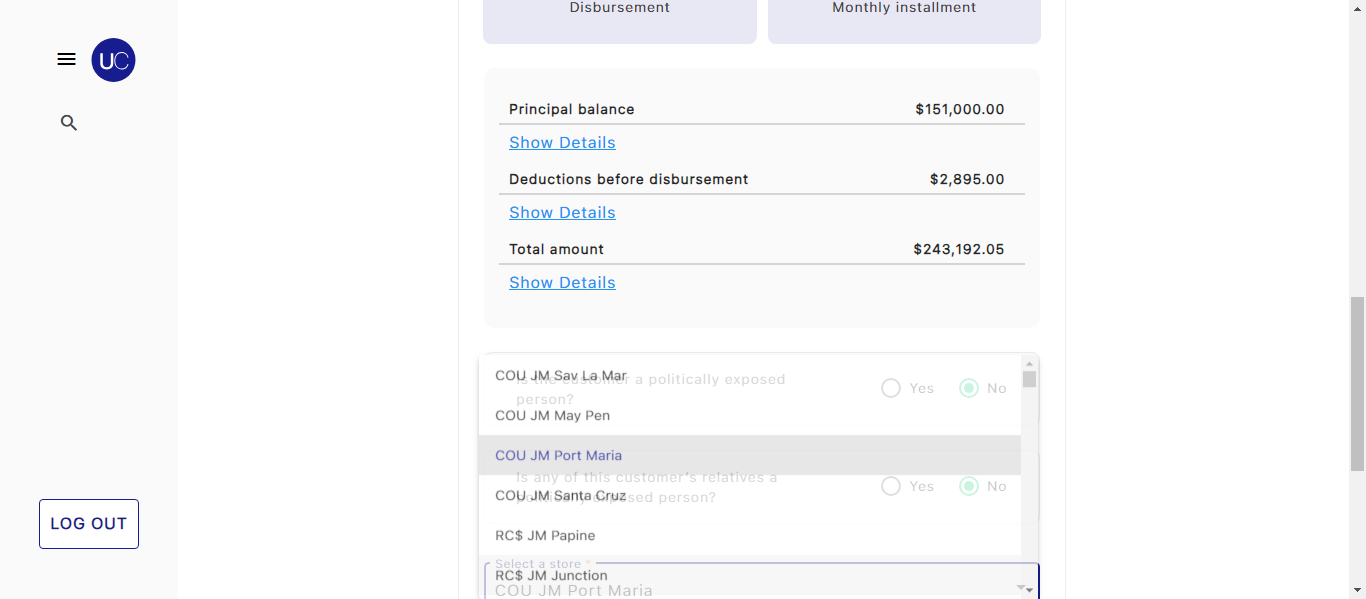 Disbursement
Monthly installment
UC
Principal balance $151,000.00
Show Details
Deductions before disbursement $2,895.00
Show Details
Total amount $243,192.05
Show Details
COU JM Sav La Mar
Is the customer a politically exposed
person?
Yes No
COU JM May Pen
COU JM Port Maria
Is any of this customer's relatives a
politically exposed person?
Yes No
COU JM Santa Cruz
RC$ JM Papine
Select a store *
RC$ JM Junction
COU JM Port Maria
LOG OUT